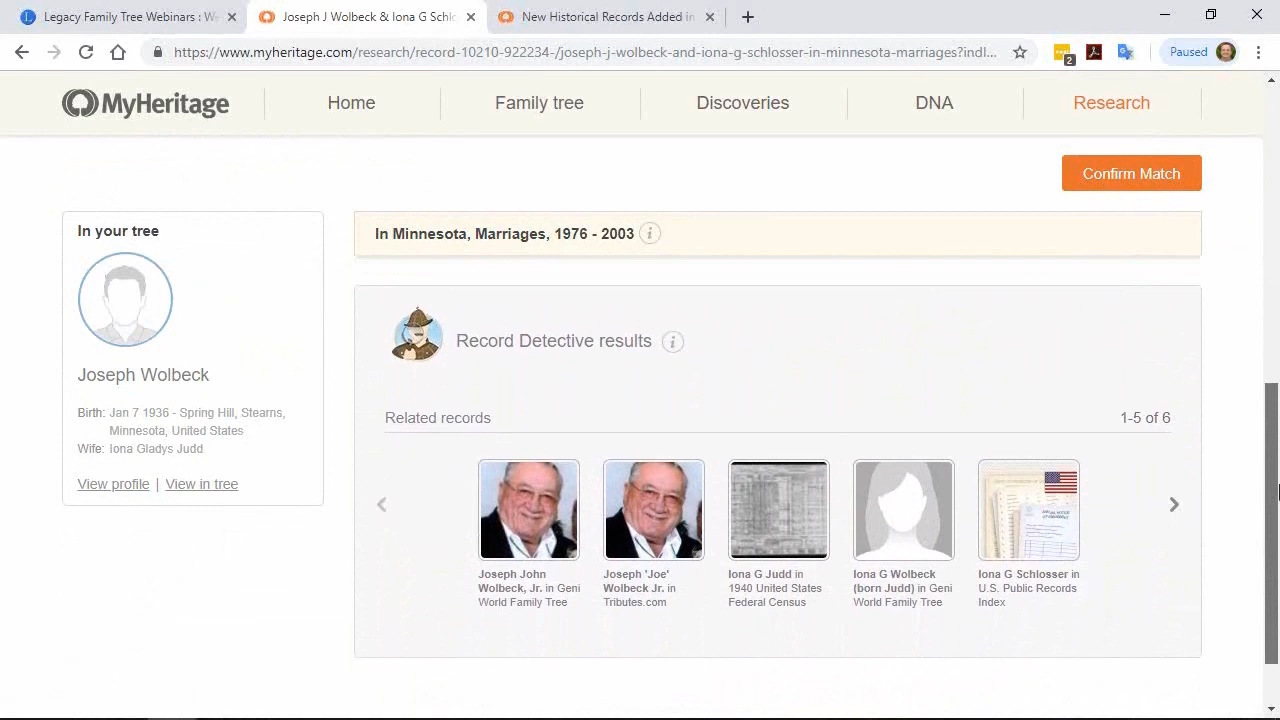 Legacy Family Tree Webinars : We
Joseph J Wolbeck & Iona G Schlo
New Historical Records Added in
https://www.myheritage.com/research/record-10210-922234-/joseph-j-wolbeck-and-iona-g-schlosser-in-minnesota-marriages?indl...
2
Paused
MyHeritage
Home
Family tree
Discoveries
DNA
Research
Confirm Match
In your tree
Joseph Wolbeck
Birth: Jan 7 1936 - Spring Hill, Stearns,
Minnesota, United States
Wife: Iona Gladys Judd
View profile | View in tree
In Minnesota, Marriages, 1976 - 2003
Record Detective results
Related records
1-5 of 6
Joseph John
Wolbeck, Jr. in Geni
World Family Tree
Joseph 'Joe'
Wolbeck Jr. in
Tributes.com
Iona G Judd in
1940 United States
Federal Census
Iona G Wolbeck
(born Judd) in Geni
World Family Tree
Iona G Schlosser in
U.S. Public Records
Index